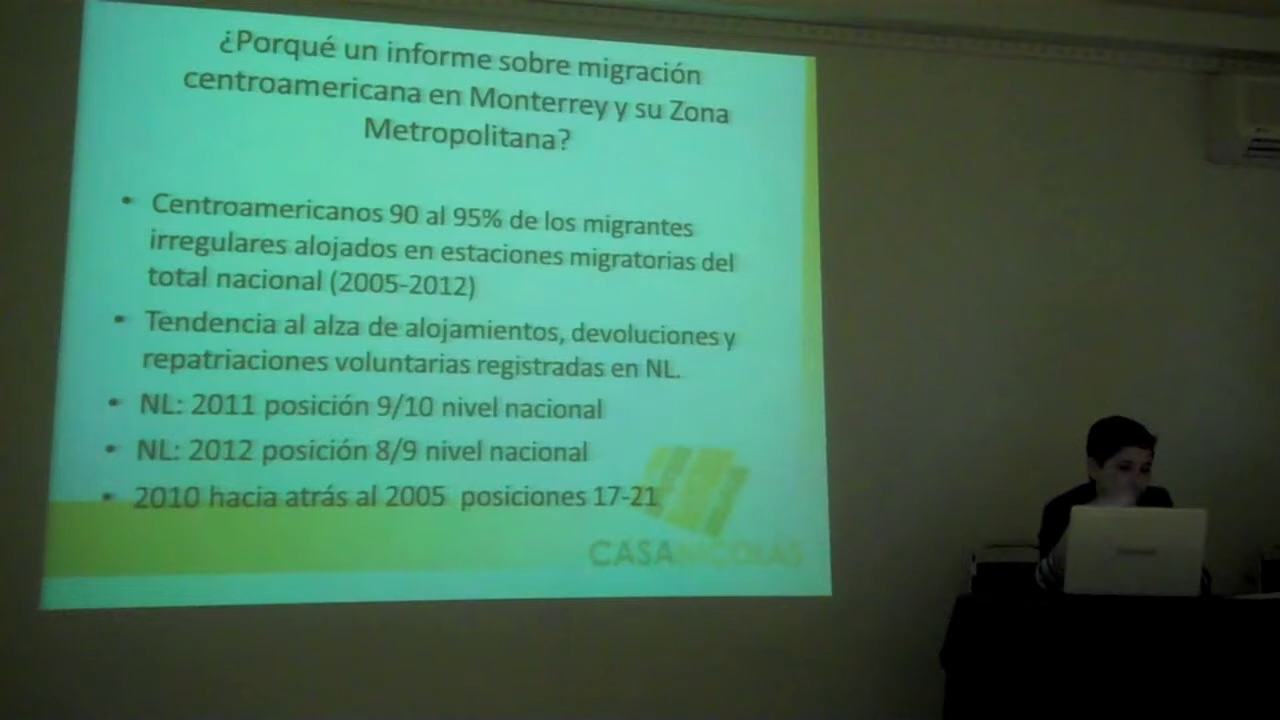 ¿Porqué un informe sobre migración
centroamericana en Monterrey y su Zona
Metropolitana?
• Centroamericanos 90 al 95% de los migrantes
irregulares alojados en estaciones migratorias del
total nacional (2005-2012)
• Tendencia al alza de alojamientos, devoluciones y
repatriaciones voluntarias registradas en NL.
• NL: 2011 posición 9/10 nivel nacional
• NL: 2012 posición 8/9 nivel nacional
• 2010 hacia atrás al 2005 posiciones 17-21
CASANICOLÁS